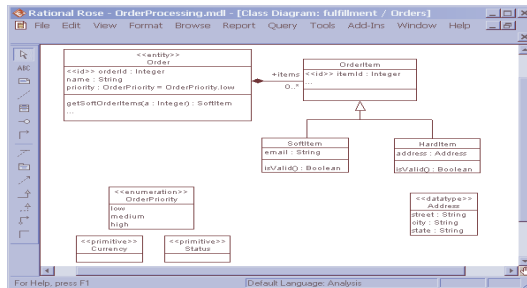 Rational Rose - OrderProcessing.mdl - [Class Diagram: fulfillment / Orders]
File Edit View Format Browse Report Query Tools Add-Ins Window Help
ABC
<<entity>>
Order
<<id>> orderId : Integer
name : String
priority : OrderPriority = OrderPriority.low
getSoftOrderItems(a : Integer) : SoftItem
...
+items
0..*
OrderItem
<<id>> itemId : Integer
...
SoftItem
email : String
isValid() : Boolean
HardItem
address : Address
isValid() : Boolean
<<enumeration>>
OrderPriority
low
medium
high
<<datatype>>
Address
street : String
city : String
state : String
<<primitive>>
Currency
<<primitive>>
Status
For Help, press F1
Default Language: Analysis